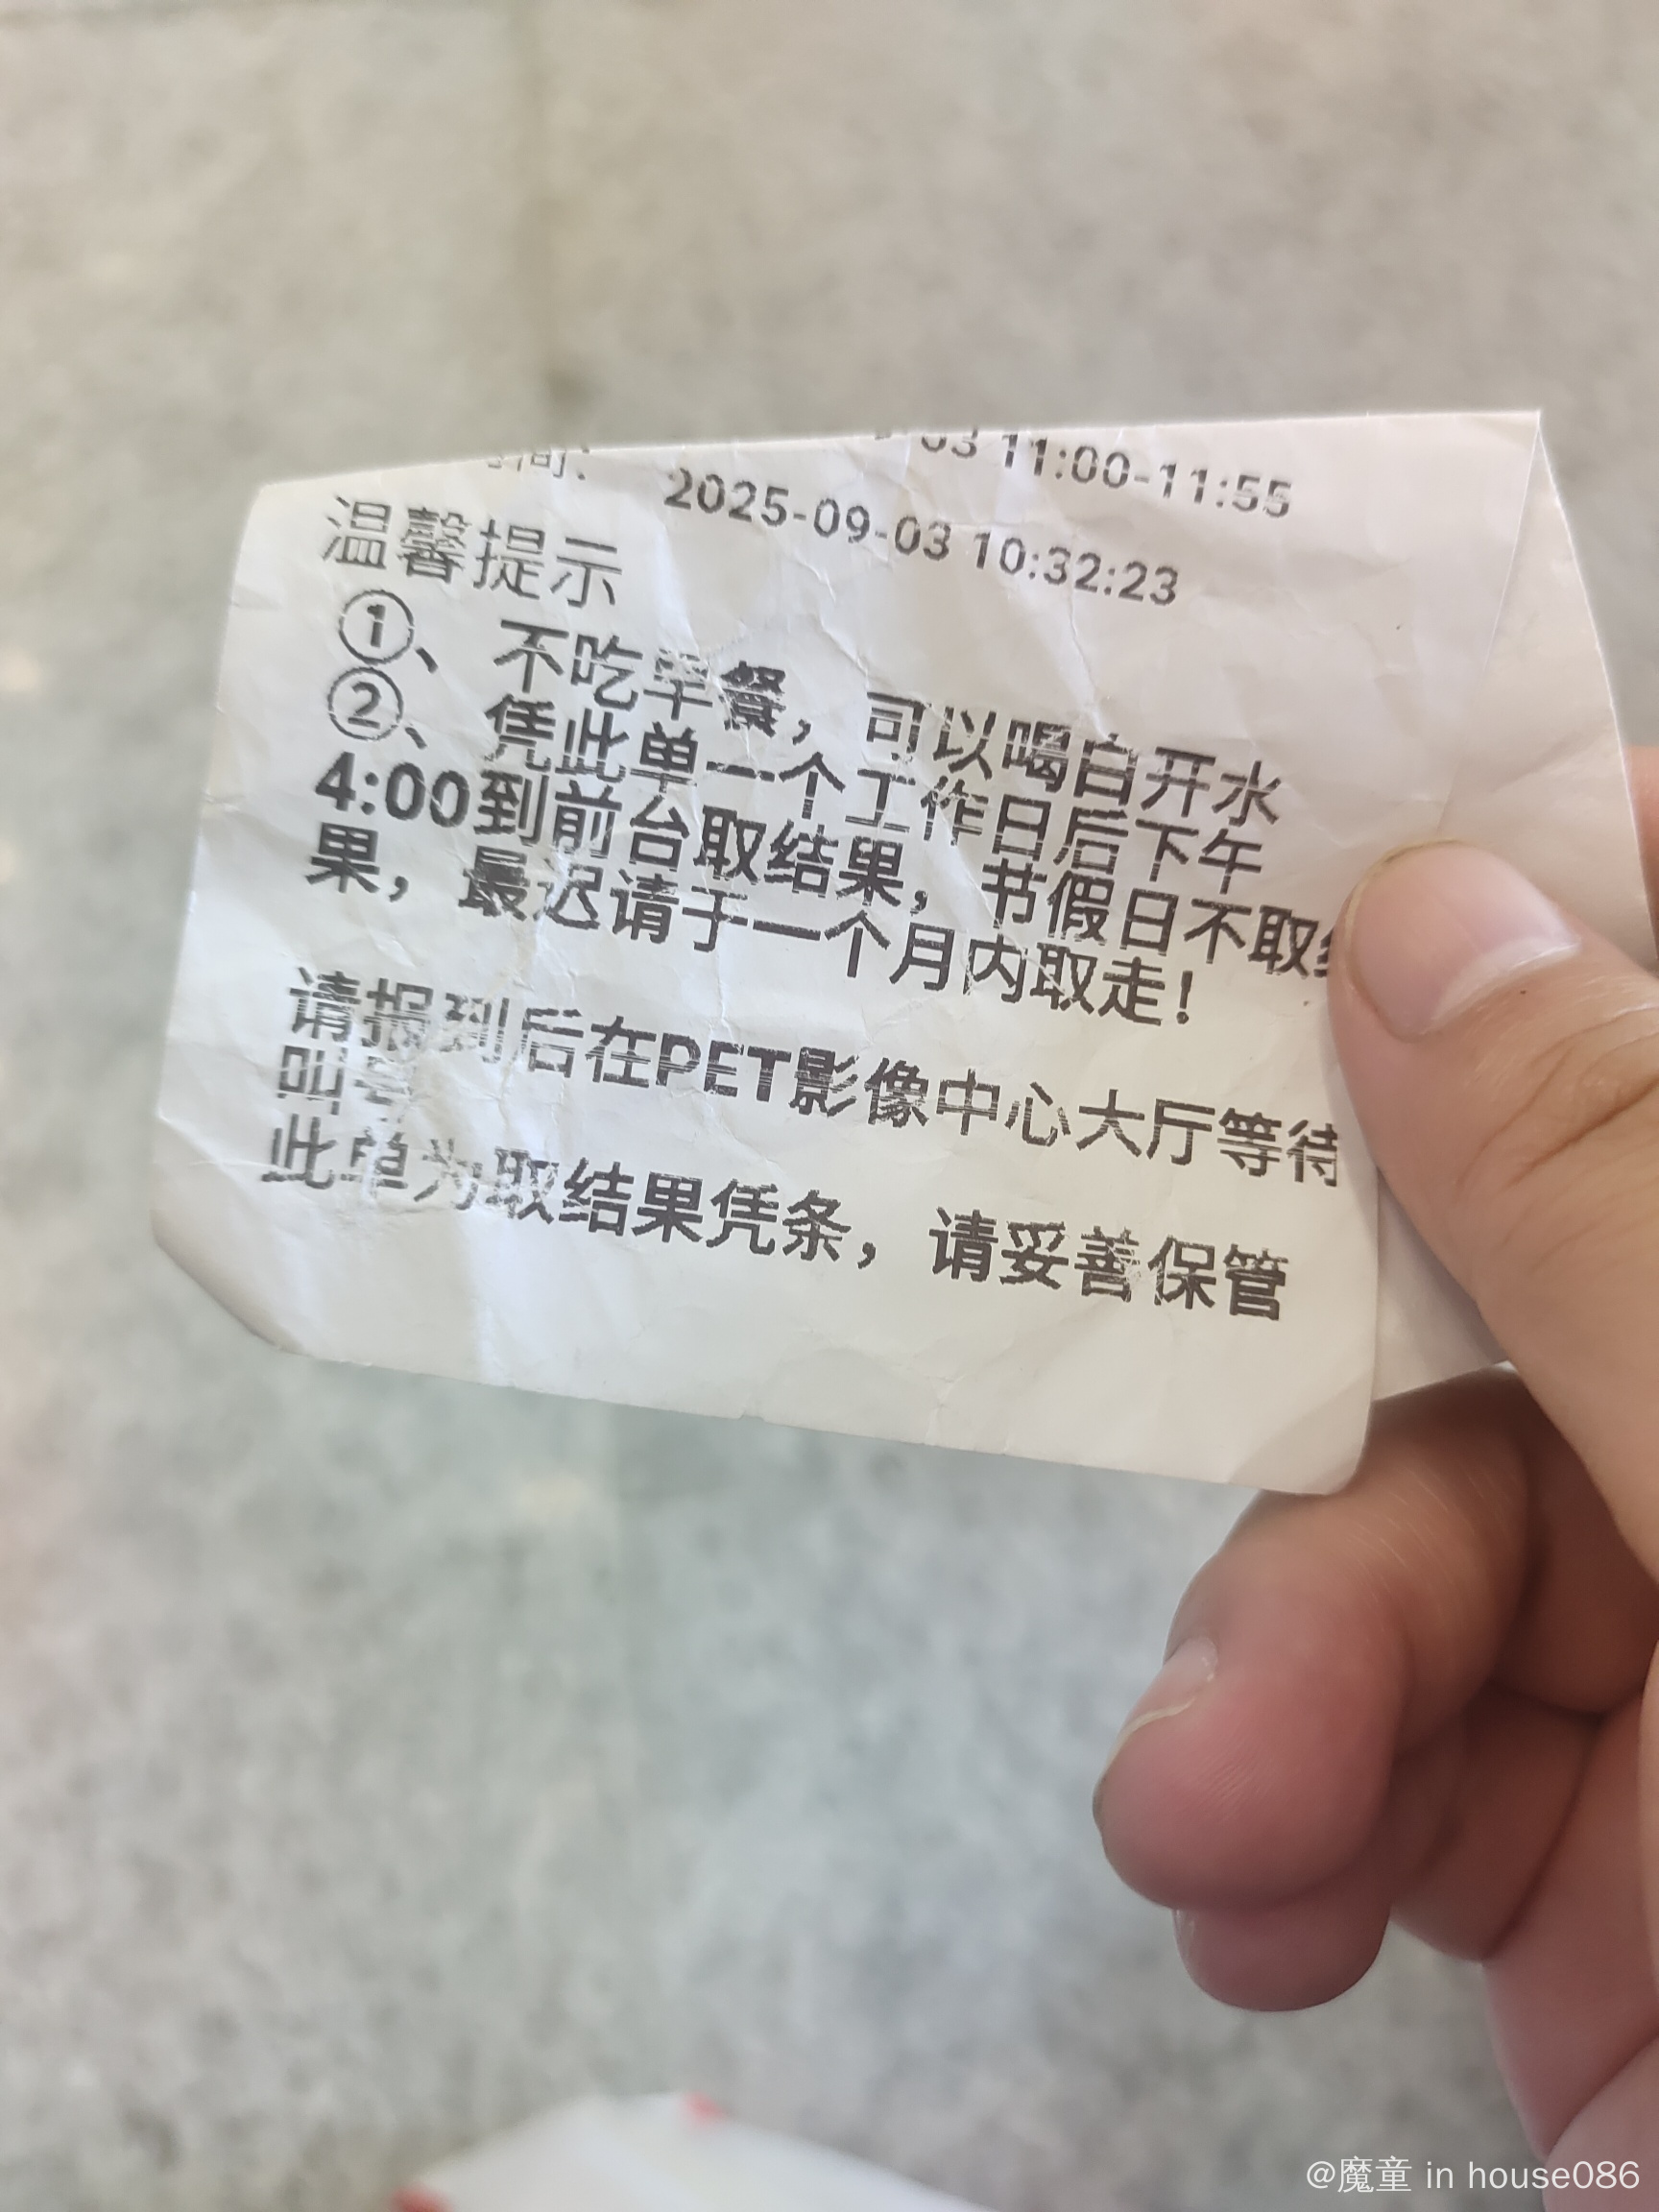 03 11:00-11:55
间： 2025-09-03 10:32:23
温馨提示
①、 不吃早餐，可以喝白开水
②、 凭此单一个工作日后下午
4:00到前台取结果，节假日不取结
果，最迟请于一个月内取走！
请报到后在PET影像中心大厅等待
叫号
此单为取结果凭条，请妥善保管
@魔童 in house086